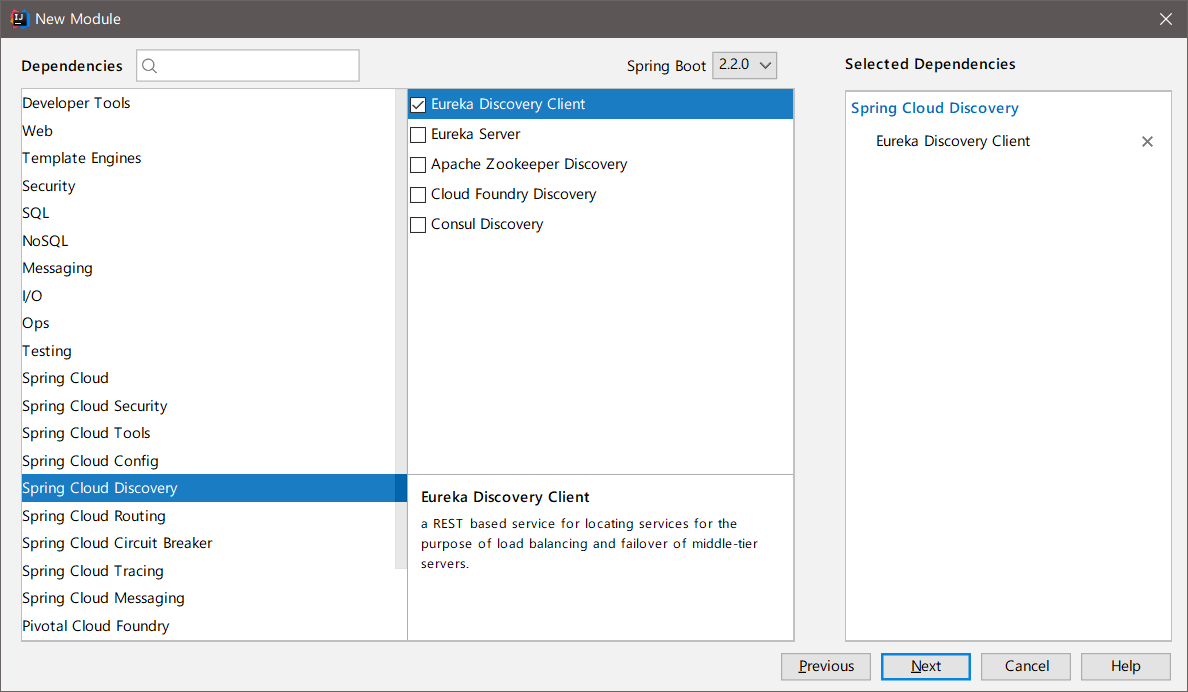 New Module
Dependencies
Spring Boot 2.2.0
Selected Dependencies
Developer Tools
Web
Template Engines
Security
SQL
NoSQL
Messaging
I/O
Ops
Testing
Spring Cloud
Spring Cloud Security
Spring Cloud Tools
Spring Cloud Config
Spring Cloud Discovery
Spring Cloud Routing
Spring Cloud Circuit Breaker
Spring Cloud Tracing
Spring Cloud Messaging
Pivotal Cloud Foundry
Eureka Discovery Client
Eureka Server
Apache Zookeeper Discovery
Cloud Foundry Discovery
Consul Discovery
Eureka Discovery Client
a REST based service for locating services for the
purpose of load balancing and failover of middle-tier
servers.
Spring Cloud Discovery
Eureka Discovery Client
Previous Next Cancel Help